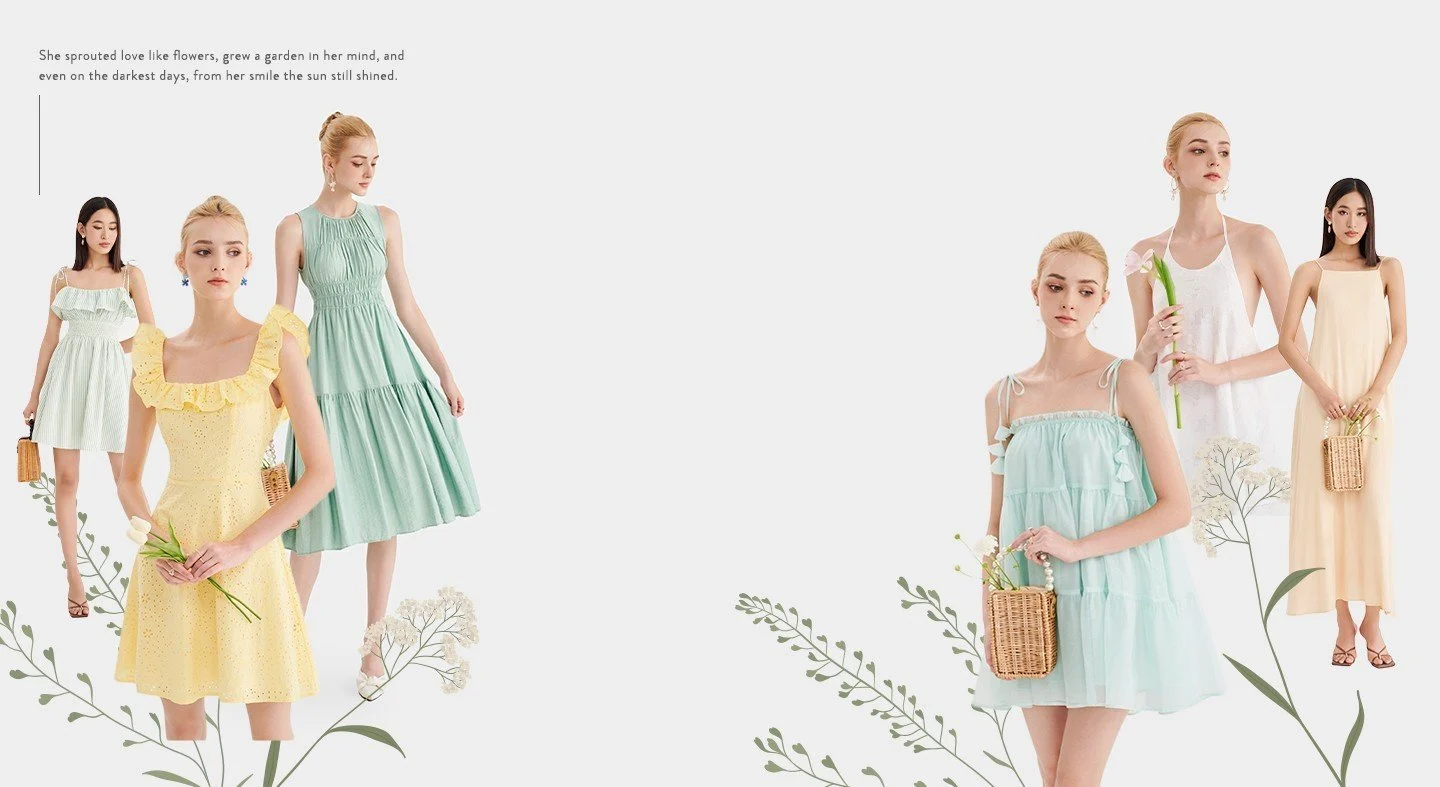 She sprouted love like flowers, grew a garden in her mind, and
even on the darkest days, from her smile the sun still shined.